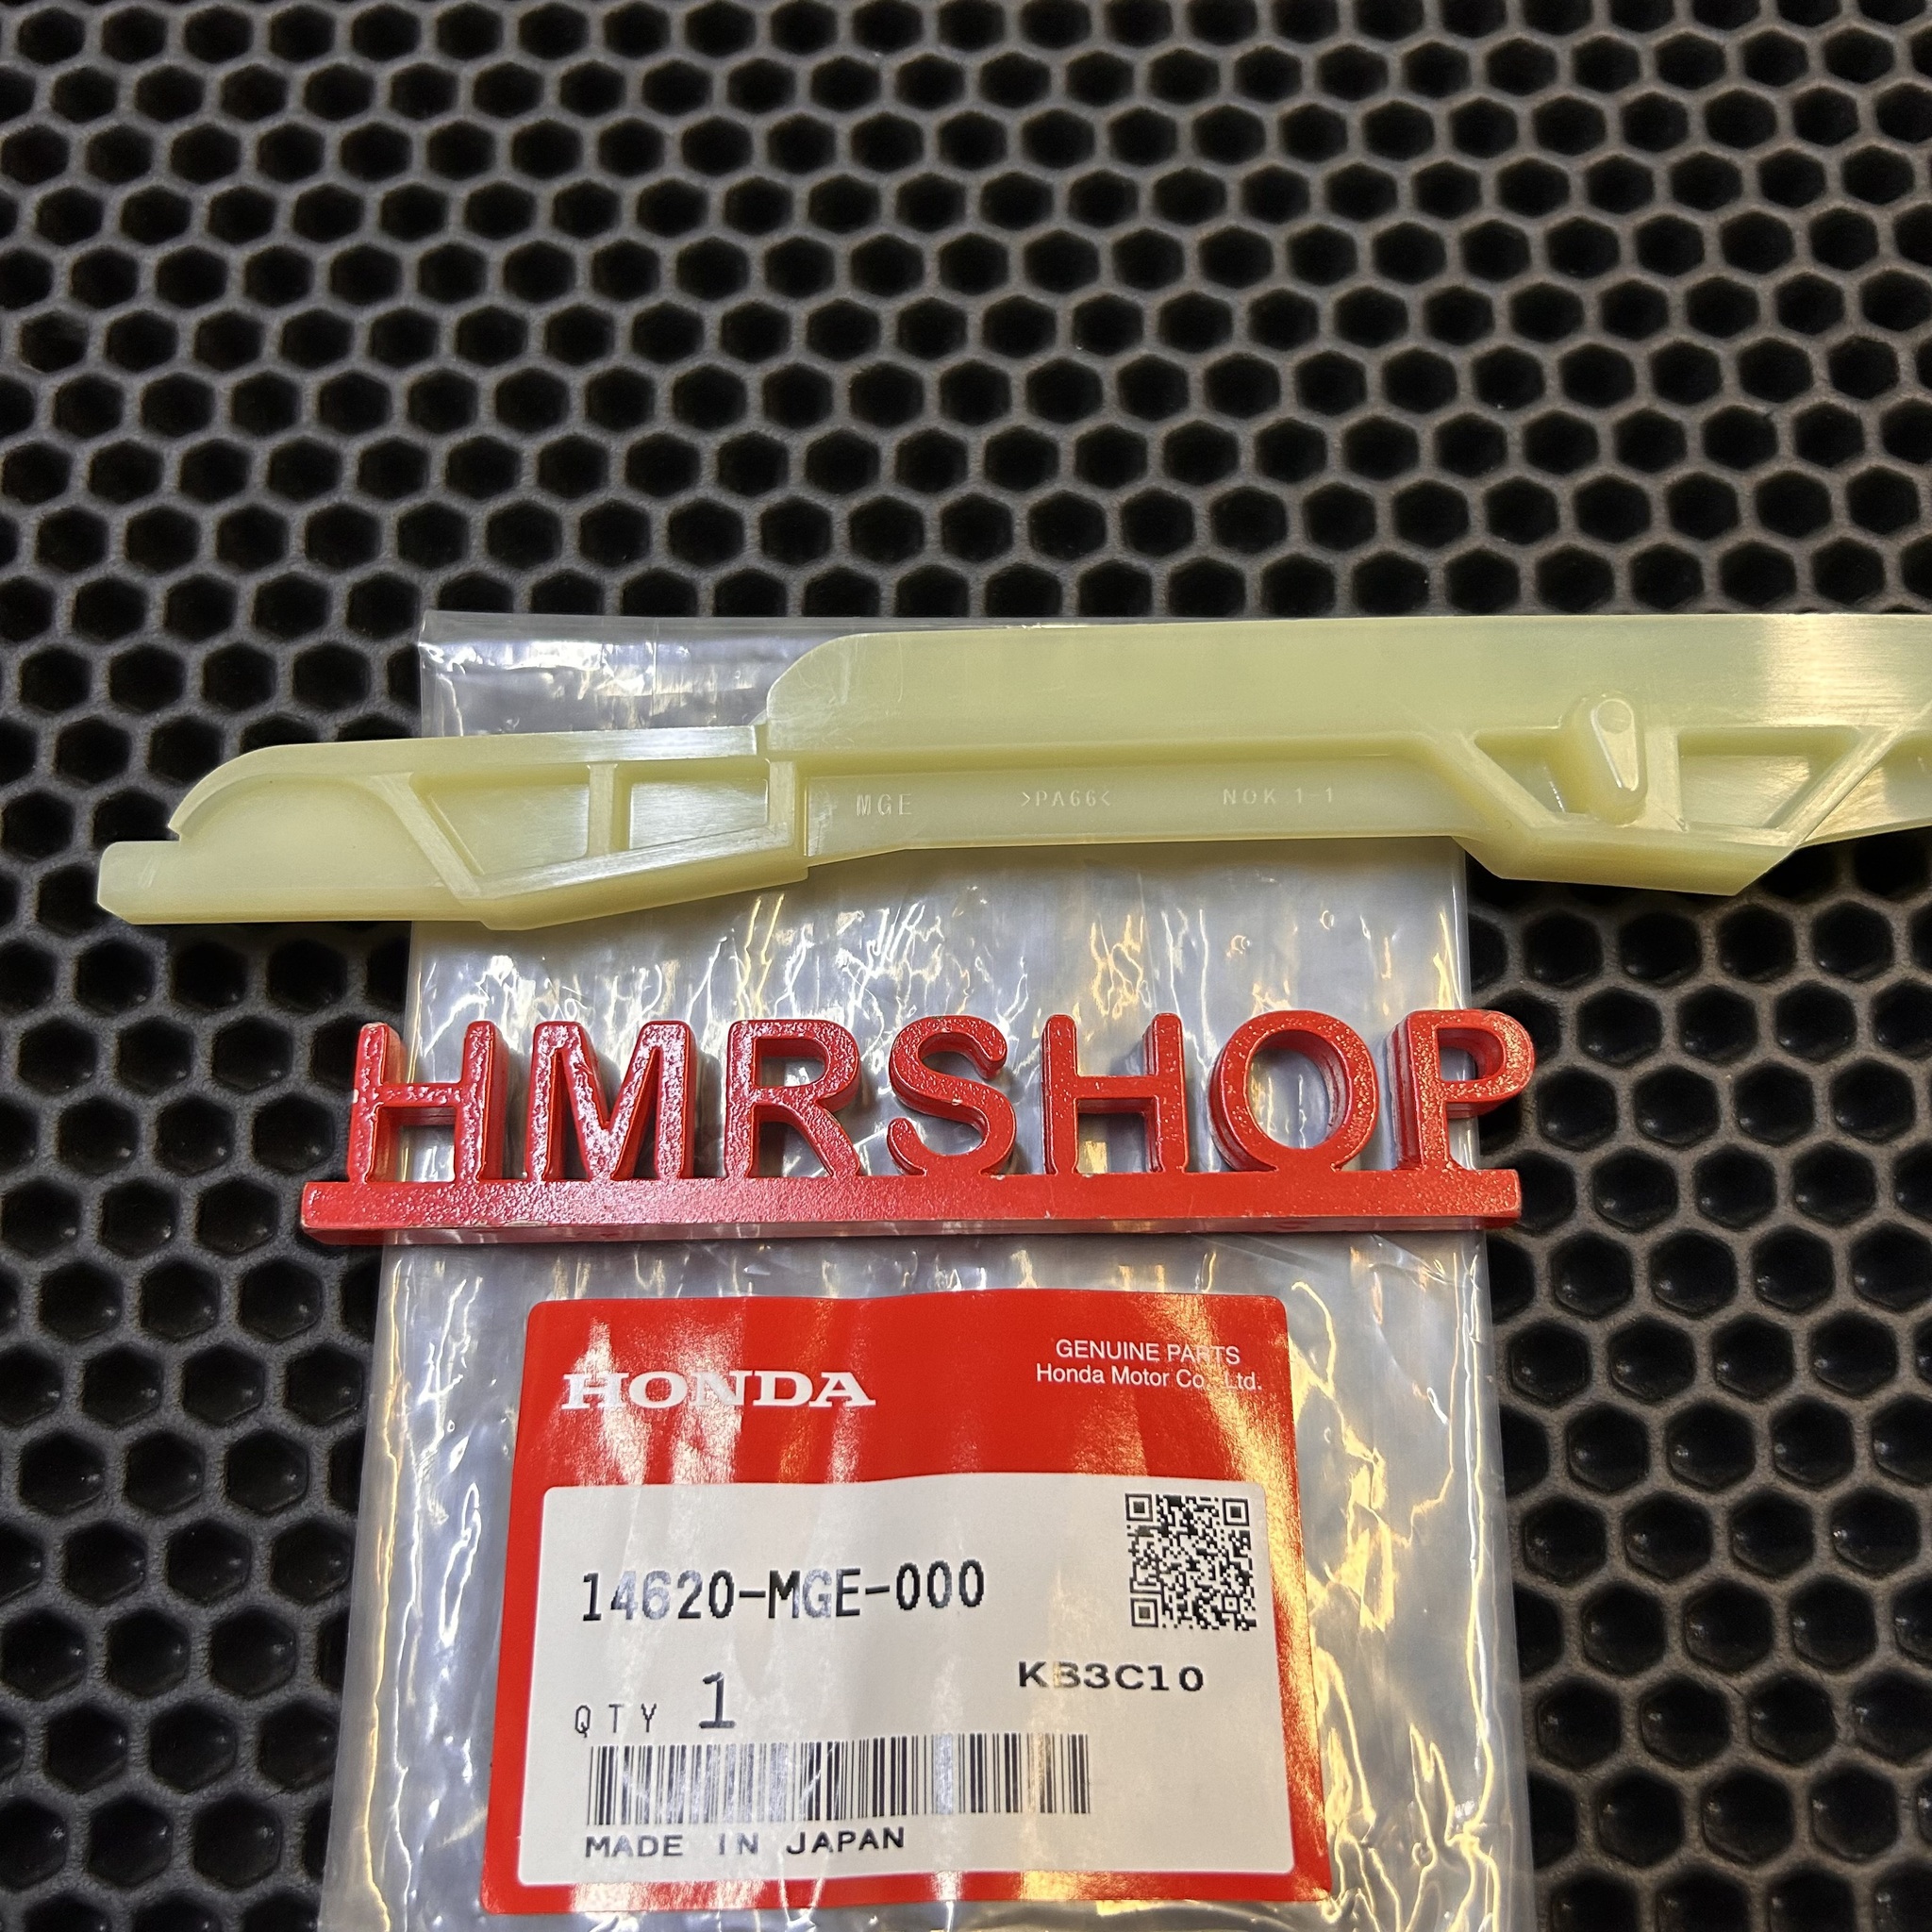 MGE >PA66< NOK 1-1
HMRSHOP
HONDA
GENUINE PARTS
Honda Motor Co., Ltd.
14620-MGE-000
KB3C10
QTY 1
MADE IN JAPAN